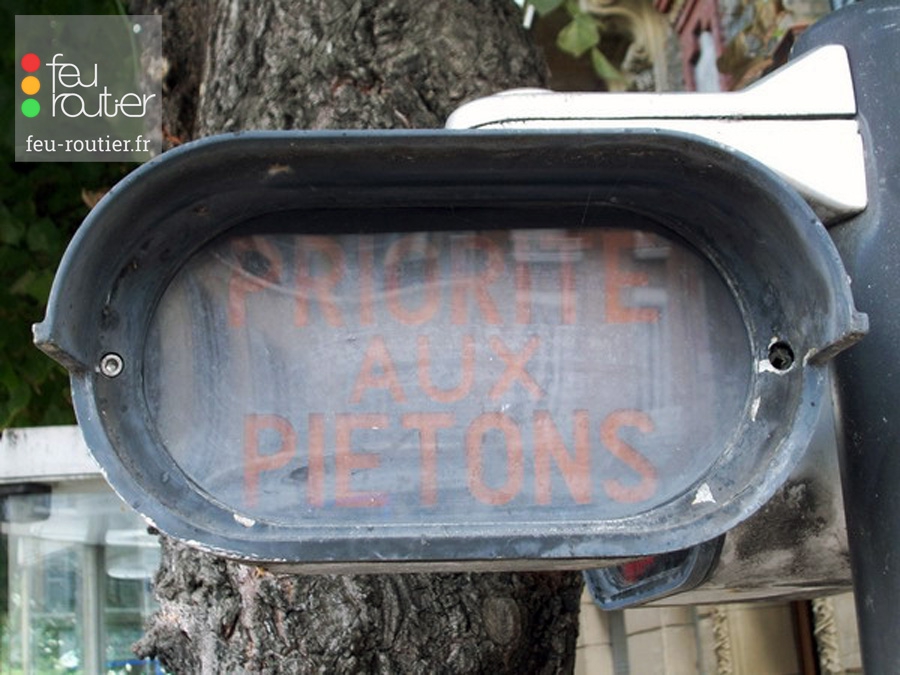 feu
routier
feu-routier.fr
PRIORITE
AUX
PIETONS